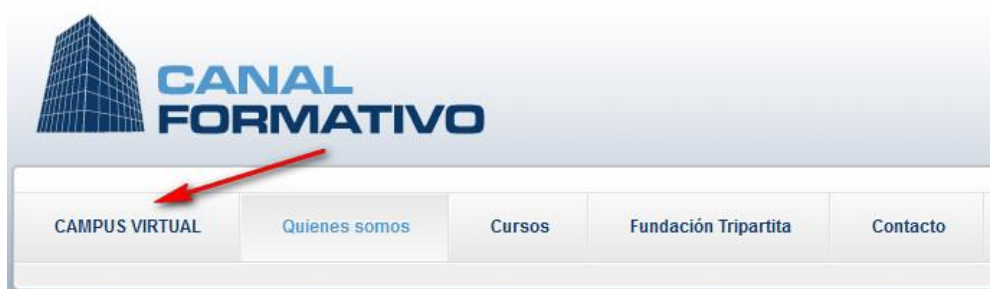 CANAL
FORMATIVO
CAMPUS VIRTUAL Quienes somos Cursos Fundación Tripartita Contacto